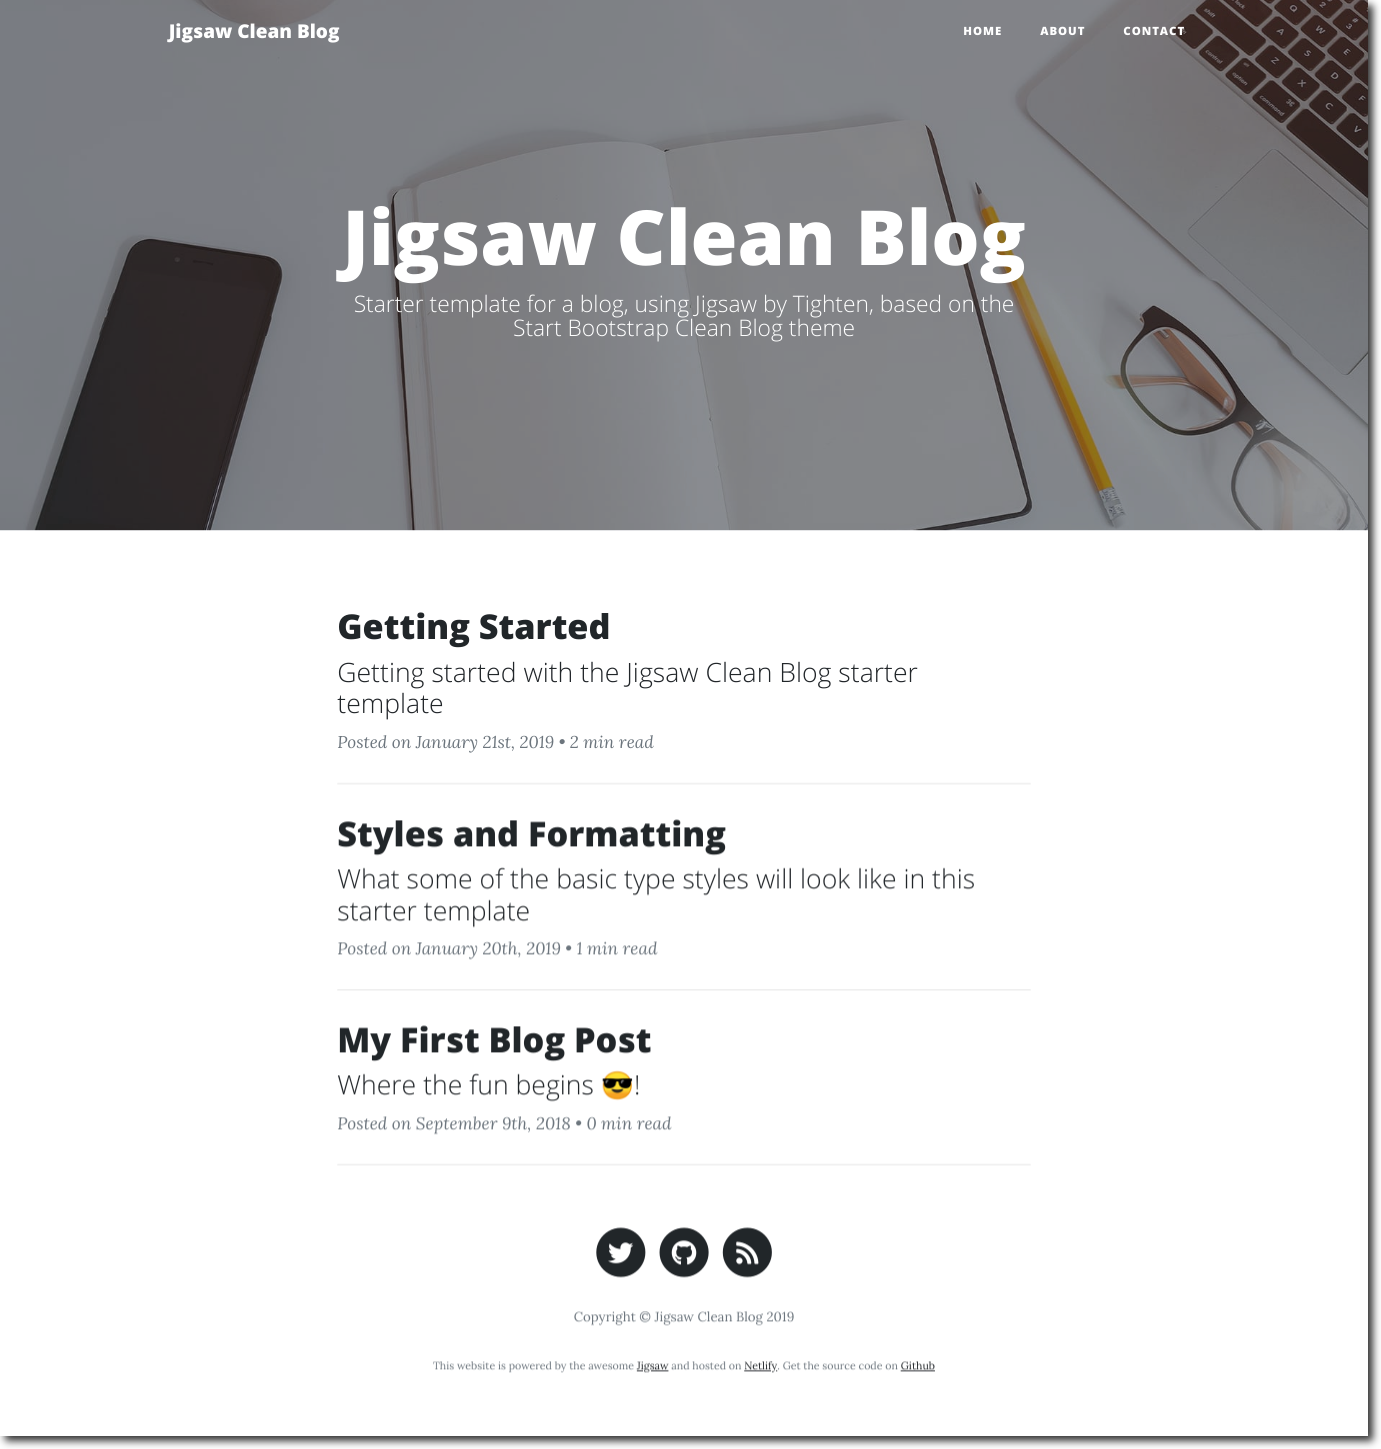 Jigsaw Clean Blog
HOME ABOUT CONTACT
Jigsaw Clean Blog
Starter template for a blog, using Jigsaw by Tighten, based on the
Start Bootstrap Clean Blog theme
Getting Started
Getting started with the Jigsaw Clean Blog starter
template
Posted on January 21st, 2019 • 2 min read
Styles and Formatting
What some of the basic type styles will look like in this
starter template
Posted on January 20th, 2019 • 1 min read
My First Blog Post
Where the fun begins 😎!
Posted on September 9th, 2018 • 0 min read
Copyright © Jigsaw Clean Blog 2019
This website is powered by the awesome Jigsaw and hosted on Netlify. Get the source code on Github